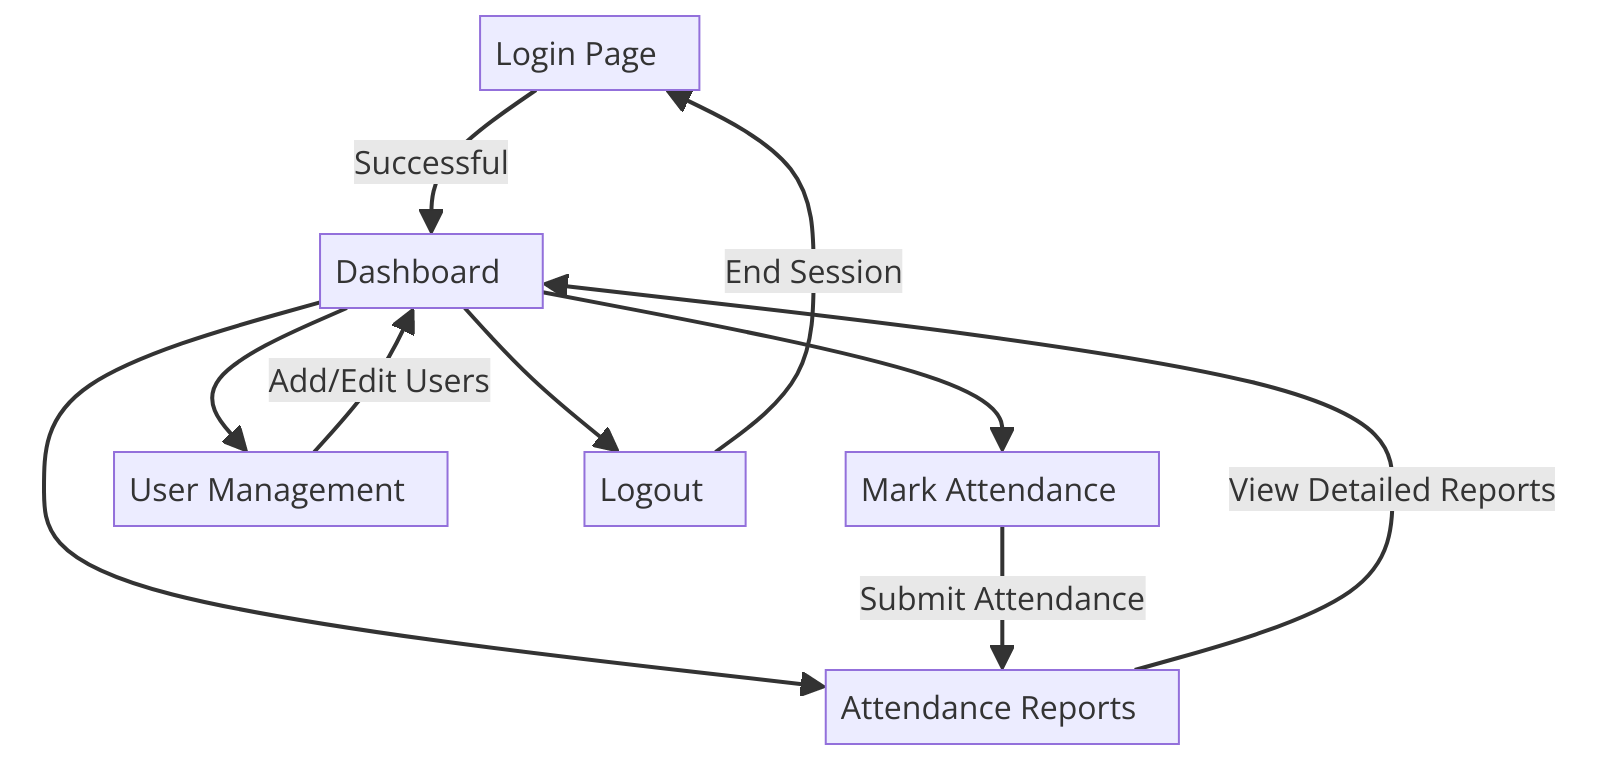 Login Page
Successful
Dashboard
End Session
Add/Edit Users
User Management
Logout
Mark Attendance
View Detailed Reports
Submit Attendance
Attendance Reports